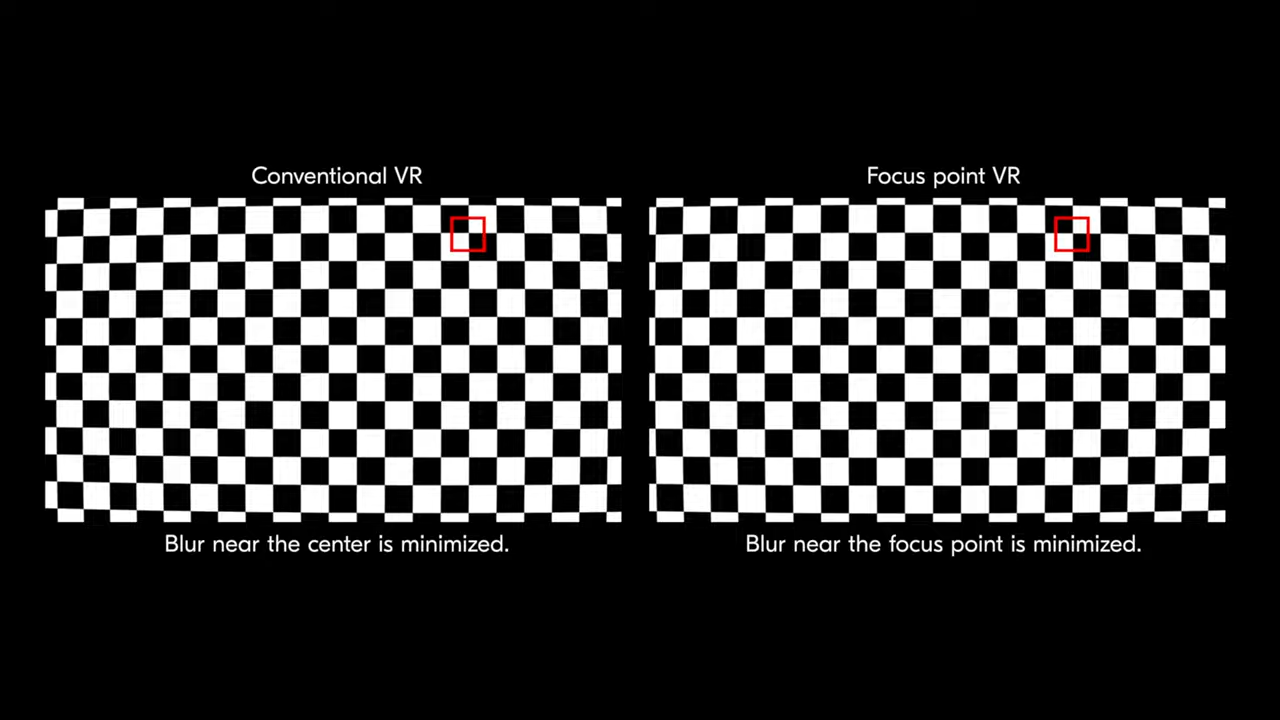 Conventional VR
Focus point VR
Blur near the center is minimized.
Blur near the focus point is minimized.